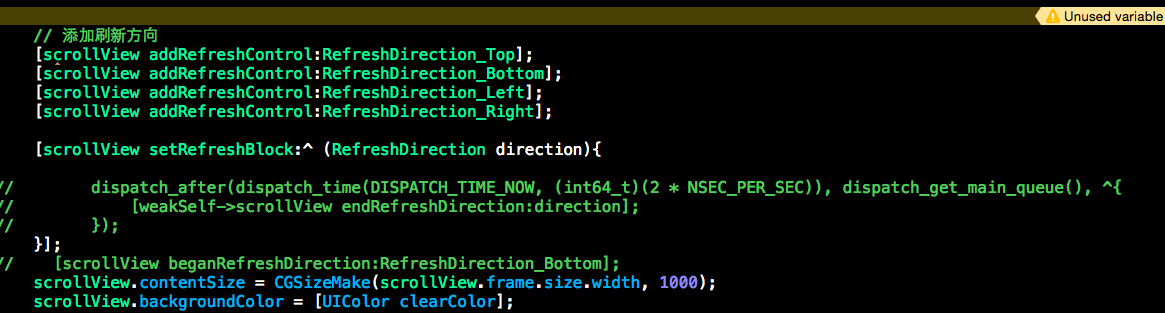 Unused variable
// 添加刷新方向
[scrollView addRefreshControl:RefreshDirection_Top];
[scrollView addRefreshControl:RefreshDirection_Bottom];
[scrollView addRefreshControl:RefreshDirection_Left];
[scrollView addRefreshControl:RefreshDirection_Right];
[scrollView setRefreshBlock:^ (RefreshDirection direction){
// dispatch_after(dispatch_time(DISPATCH_TIME_NOW, (int64_t)(2 * NSEC_PER_SEC)), dispatch_get_main_queue(), ^{
// [weakSelf->scrollView endRefreshDirection:direction];
// });
}];
// [scrollView beganRefreshDirection:RefreshDirection_Bottom];
scrollView.contentSize = CGSizeMake(scrollView.frame.size.width, 1000);
scrollView.backgroundColor = [UIColor clearColor];